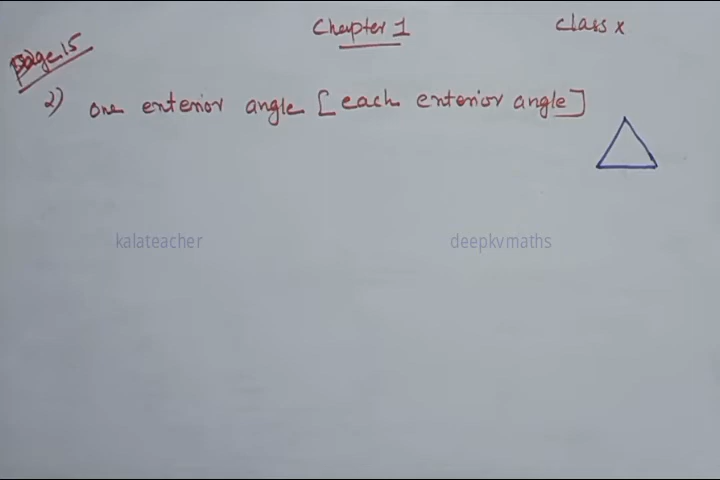 Chapter 1
Class x
page 15
2) one exterior angle [each exterior angle]
kalateacher
deepkvmaths